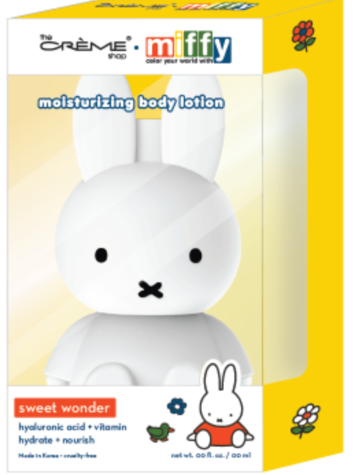 the CRÈME shop · miffy
color your world with
moisturizing body lotion
sweet wonder
hyaluronic acid + vitamin
hydrate + nourish
Made in Korea · cruelty-free
net wt. 00 fl. oz. / 00 ml